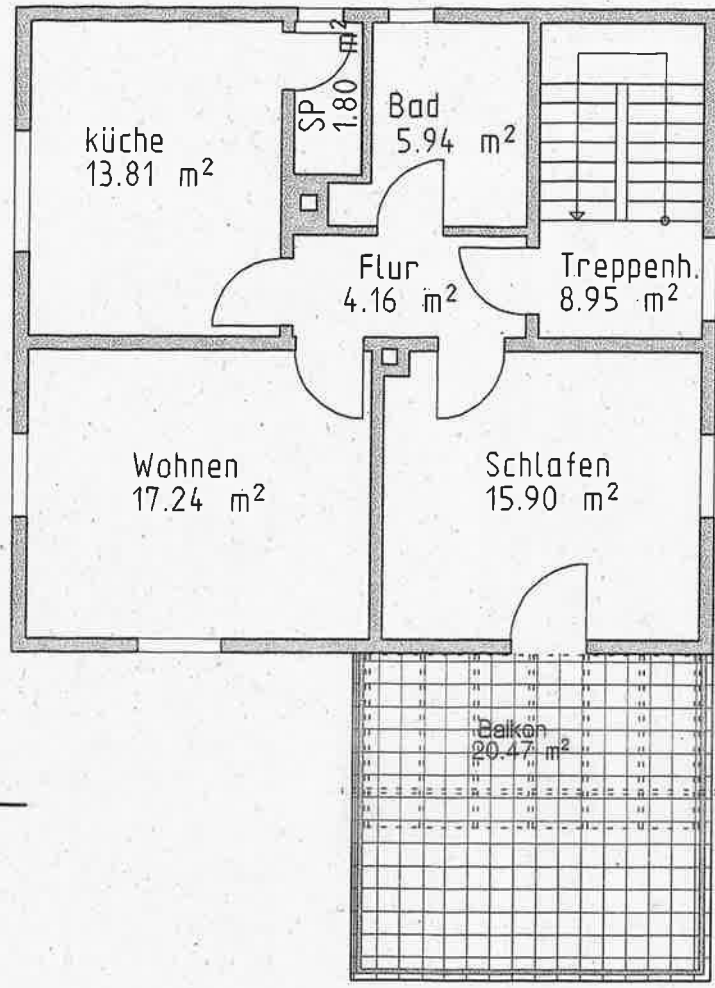 küche
13.81 m²
SP
1.80 m²
Bad
5.94 m²
Flur
4.16 m²
Treppenh.
8.95 m²
Wohnen
17.24 m²
Schlafen
15.90 m²
Balkon
20.47 m²